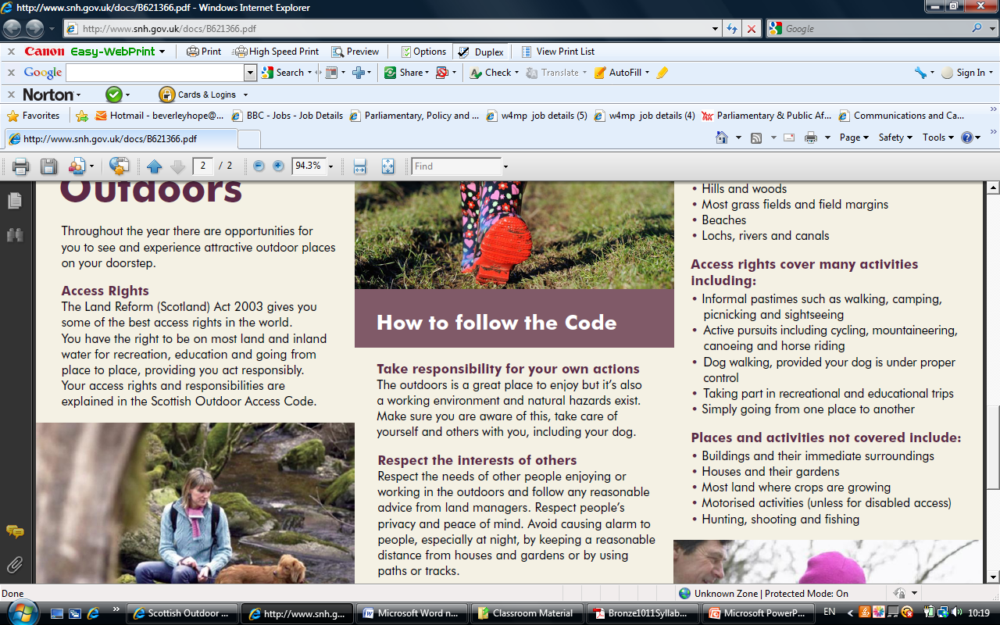 http://www.snh.gov.uk/docs/B621366.pdf - Windows Internet Explorer
http://www.snh.gov.uk/docs/B621366.pdf
Google
x Canon Easy-WebPrint Print High Speed Print Preview Options Duplex View Print List
x Google Search Share Check Translate AutoFill Sign In
x Norton Cards & Logins
Favorites Hotmail - beverleyhope@... BBC - Jobs - Job Details Parliamentary, Policy and ... w4mp job details (5) w4mp job details (4) Parliamentary & Public Af... Communications and Ca...
http://www.snh.gov.uk/docs/B621366.pdf Page Safety Tools
2 / 2 94.3% Find
Outdoors
Throughout the year there are opportunities for
you to see and experience attractive outdoor places
on your doorstep.
Access Rights
The Land Reform (Scotland) Act 2003 gives you
some of the best access rights in the world.
You have the right to be on most land and inland
water for recreation, education and going from
place to place, providing you act responsibly.
Your access rights and responsibilities are
explained in the Scottish Outdoor Access Code.
How to follow the Code
Take responsibility for your own actions
The outdoors is a great place to enjoy but it's also
a working environment and natural hazards exist.
Make sure you are aware of this, take care of
yourself and others with you, including your dog.
Respect the interests of others
Respect the needs of other people enjoying or
working in the outdoors and follow any reasonable
advice from land managers. Respect people's
privacy and peace of mind. Avoid causing alarm to
people, especially at night, by keeping a reasonable
distance from houses and gardens or by using
paths or tracks.
• Hills and woods
• Most grass fields and field margins
• Beaches
• Lochs, rivers and canals
Access rights cover many activities
including:
• Informal pastimes such as walking, camping,
picnicking and sightseeing
• Active pursuits including cycling, mountaineering,
canoeing and horse riding
• Dog walking, provided your dog is under proper
control
• Taking part in recreational and educational trips
• Simply going from one place to another
Places and activities not covered include:
• Buildings and their immediate surroundings
• Houses and their gardens
• Most land where crops are growing
• Motorised activities (unless for disabled access)
• Hunting, shooting and fishing
Done Unknown Zone | Protected Mode: On
Scottish Outdoor ... http://www.snh.g... Microsoft Word n... Classroom Material Bronze1011Syllab... Microsoft PowerP... EN 10:19